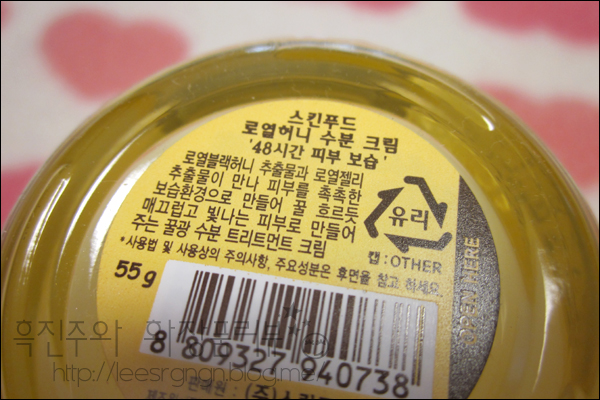 스킨푸드
로열허니 수분 크림
'48시간 피부 보습'
로열블랙허니 추출물과 로열젤리
추출물이 만나 피부를 촉촉한
보습환경으로 만들어 꿀 흐르듯
매끄럽고 빛나는 피부로 만들어
주는 꿀광 수분 트리트먼트 크림
*사용법 및 사용상의 주의사항, 주요성분은 후면을 참고 하세요.
유리
캡:OTHER
OPEN HERE
55g
8 809327 940738
흑진주와
http://leesrgnan.blog.me/
(주)